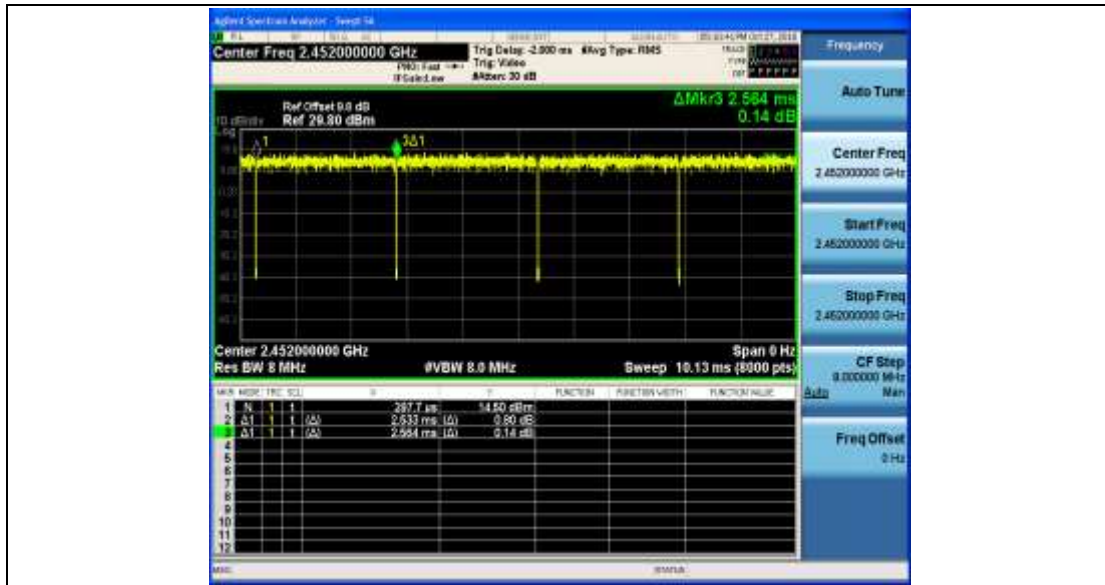 Agilent Spectrum Analyzer - Swept SA
Center Freq 2.452000000 GHz
PNO: Fast
IFGain:Low
Trig Delay: -2.000 ms
Trig: Video
#Atten: 30 dB
#Avg Type: RMS
Frequency
Auto Tune
Ref Offset 9.8 dB
Ref 29.80 dBm
10 dB/div
Log
ΔMkr3 2.564 ms
0.14 dB
1
3Δ1
Center Freq
2.452000000 GHz
Start Freq
2.452000000 GHz
Stop Freq
2.452000000 GHz
Center 2.452000000 GHz
Span 0 Hz
Res BW 8 MHz
#VBW 8.0 MHz
Sweep 10.13 ms (8000 pts)
CF Step
8.000000 MHz
Auto Man
MKR MODE TRC SCL X Y FUNCTION FUNCTION WIDTH FUNCTION VALUE
1 N 1 t 287.7 µs 14.50 dBm
2 Δ1 1 t (Δ) 2.533 ms (Δ) 0.80 dB
3 Δ1 1 t (Δ) 2.564 ms (Δ) 0.14 dB
4
5
6
7
8
9
10
11
12
Freq Offset
0 Hz
MSG
STATUS